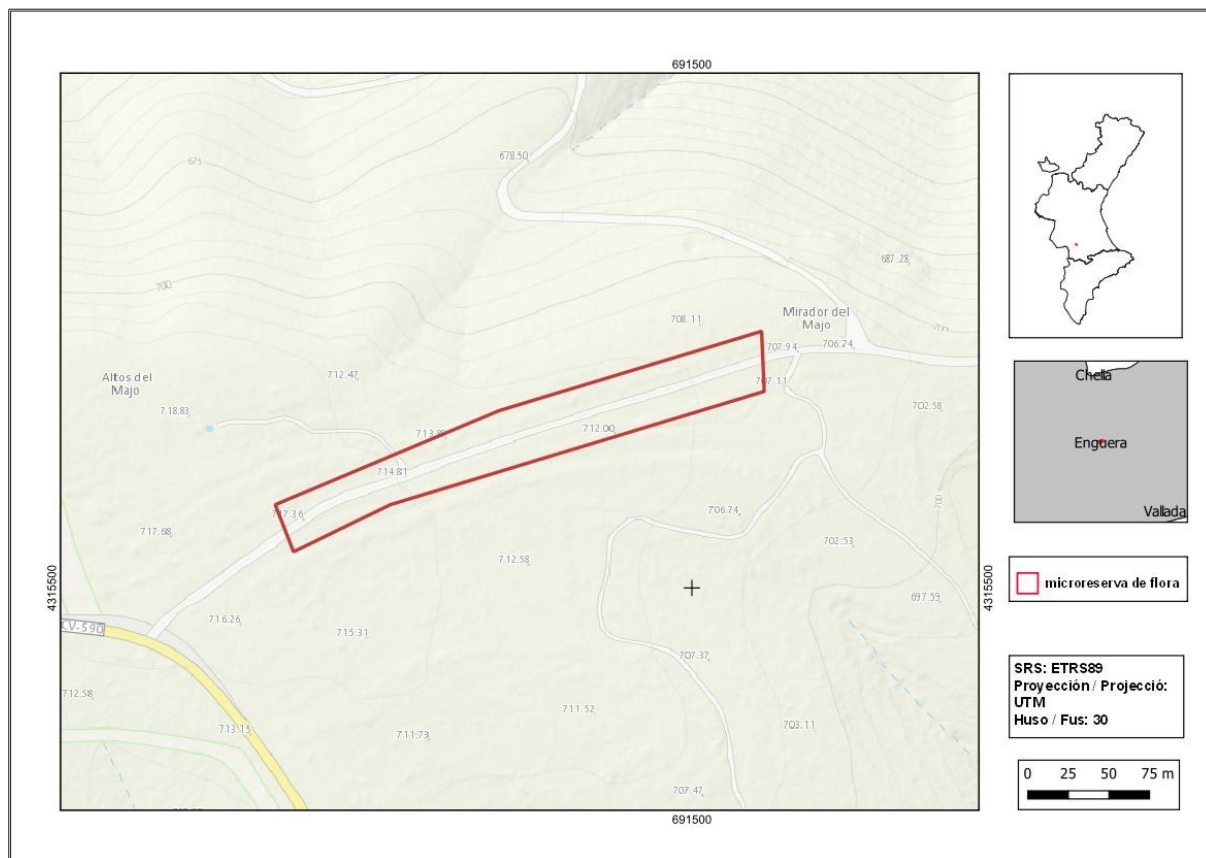 691500
678.50
675
687.28
700
Mirador del
Majo
708.11
700
707.94
706.74
Altos del
Majo
712.47
707.11
718.83
702.58
713.8
712.00
714.81
700
717.36
706.74
717.68
712.58
702.53
4315500
4315500
697.59
716.26
CV-590
715.31
707.37
712.58
711.52
703.11
713.15
711.73
707.47
691500
Chella
Enguera
Vallada
microreserva de flora
SRS: ETRS89
Proyección / Projecció:
UTM
Huso / Fus: 30
0 25 50 75 m